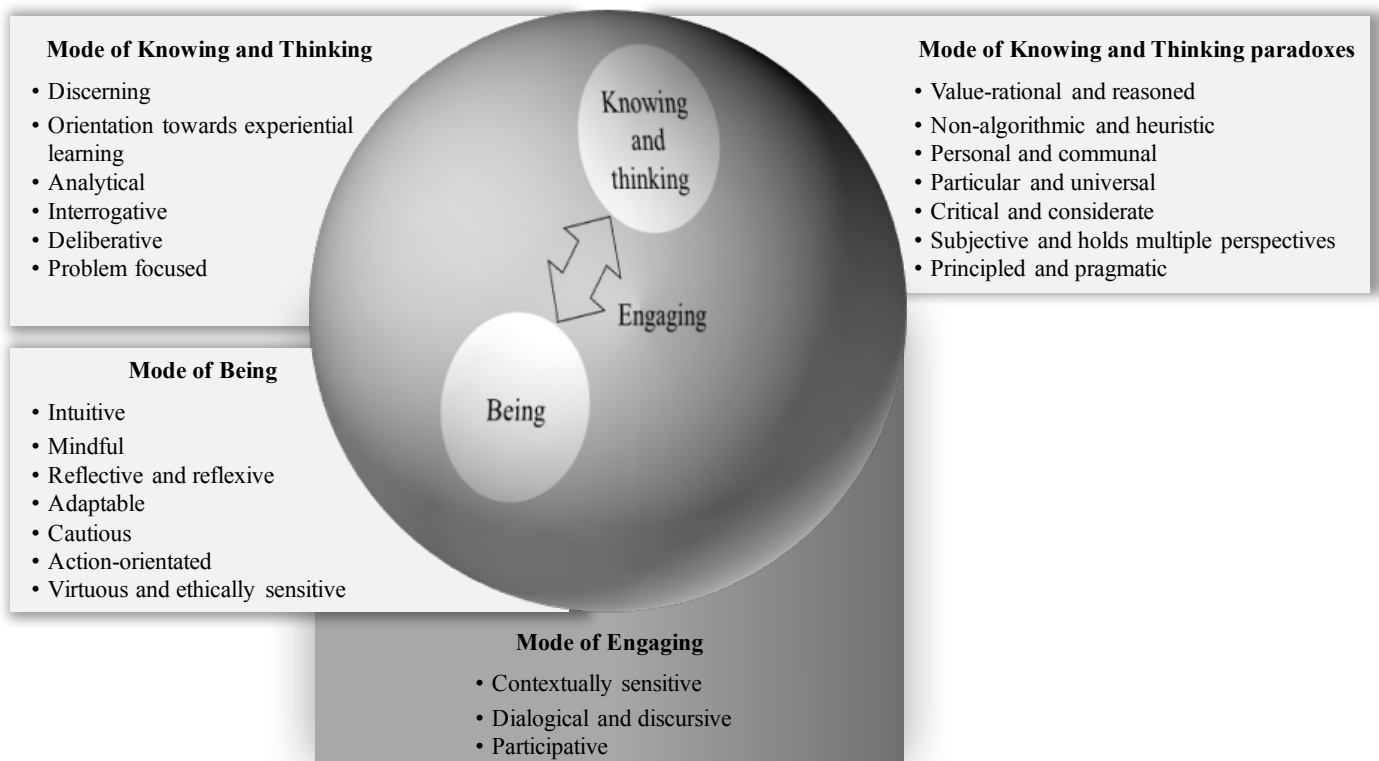 Mode of Knowing and Thinking
• Discerning
• Orientation towards experiential
learning
• Analytical
• Interrogative
• Deliberative
• Problem focused
Knowing
and
thinking
Engaging
Being
Mode of Knowing and Thinking paradoxes
• Value-rational and reasoned
• Non-algorithmic and heuristic
• Personal and communal
• Particular and universal
• Critical and considerate
• Subjective and holds multiple perspectives
• Principled and pragmatic
Mode of Being
• Intuitive
• Mindful
• Reflective and reflexive
• Adaptable
• Cautious
• Action-orientated
• Virtuous and ethically sensitive
Mode of Engaging
• Contextually sensitive
• Dialogical and discursive
• Participative